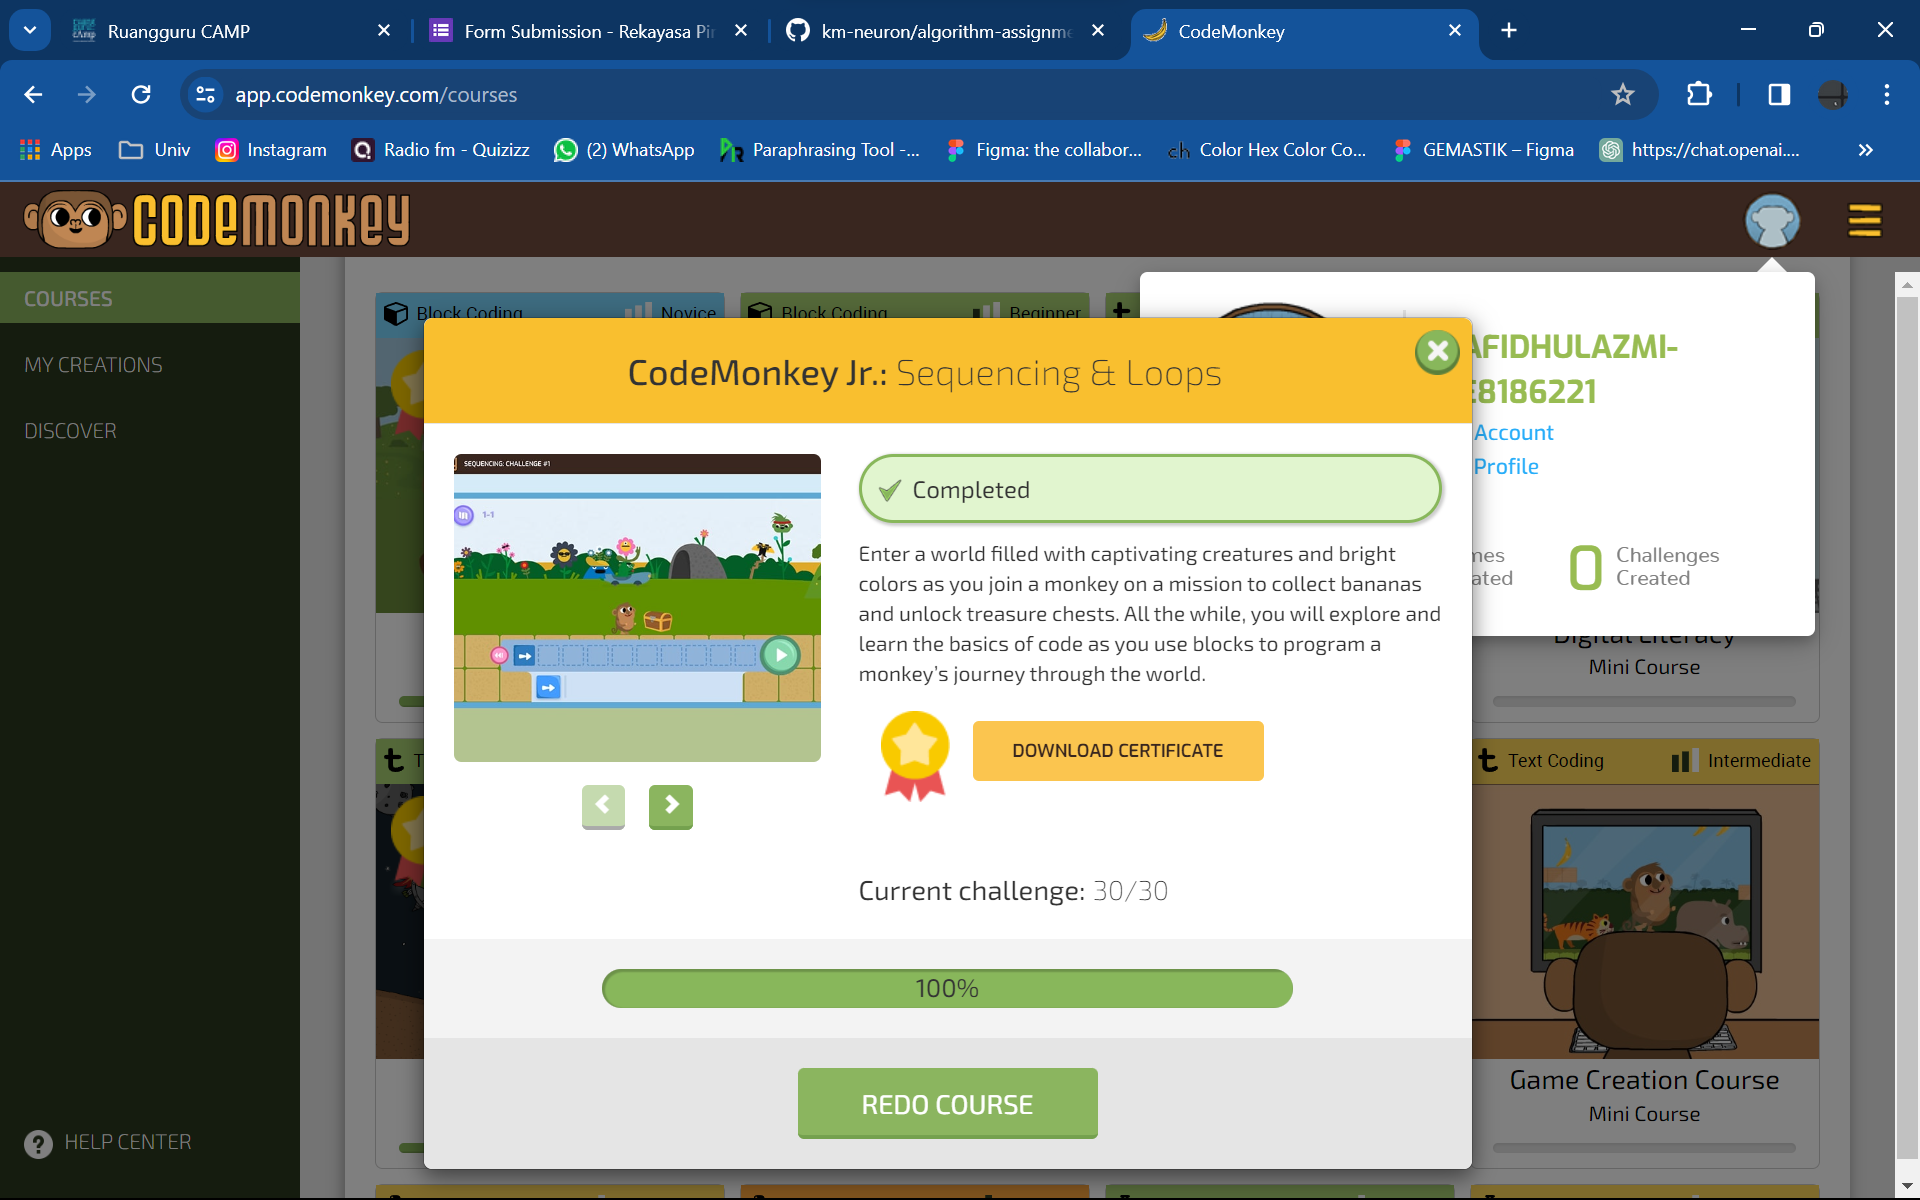 Ruangguru CAMP
Form Submission - Rekayasa Pir
km-neuron/algorithm-assignme
CodeMonkey
app.codemonkey.com/courses
Apps
Univ
Instagram
Radio fm - Quizizz
(2) WhatsApp
Paraphrasing Tool -...
Figma: the collabor...
Color Hex Color Co...
GEMASTIK – Figma
https://chat.openai....
CODEMONKEY
COURSES
MY CREATIONS
DISCOVER
HELP CENTER
Block Coding
Novice
Block Coding
Beginner
AFIDHULAZMI-
E8186221
Account
Profile
mes
ated
0
Challenges
Created
CodeMonkey Jr.: Sequencing & Loops
SEQUENCING: CHALLENGE #1
1-1
Completed
Enter a world filled with captivating creatures and bright
colors as you join a monkey on a mission to collect bananas
and unlock treasure chests. All the while, you will explore and
learn the basics of code as you use blocks to program a
monkey’s journey through the world.
DOWNLOAD CERTIFICATE
Current challenge: 30/30
100%
REDO COURSE
Digital Literacy
Mini Course
t T
t Text Coding
Intermediate
Game Creation Course
Mini Course